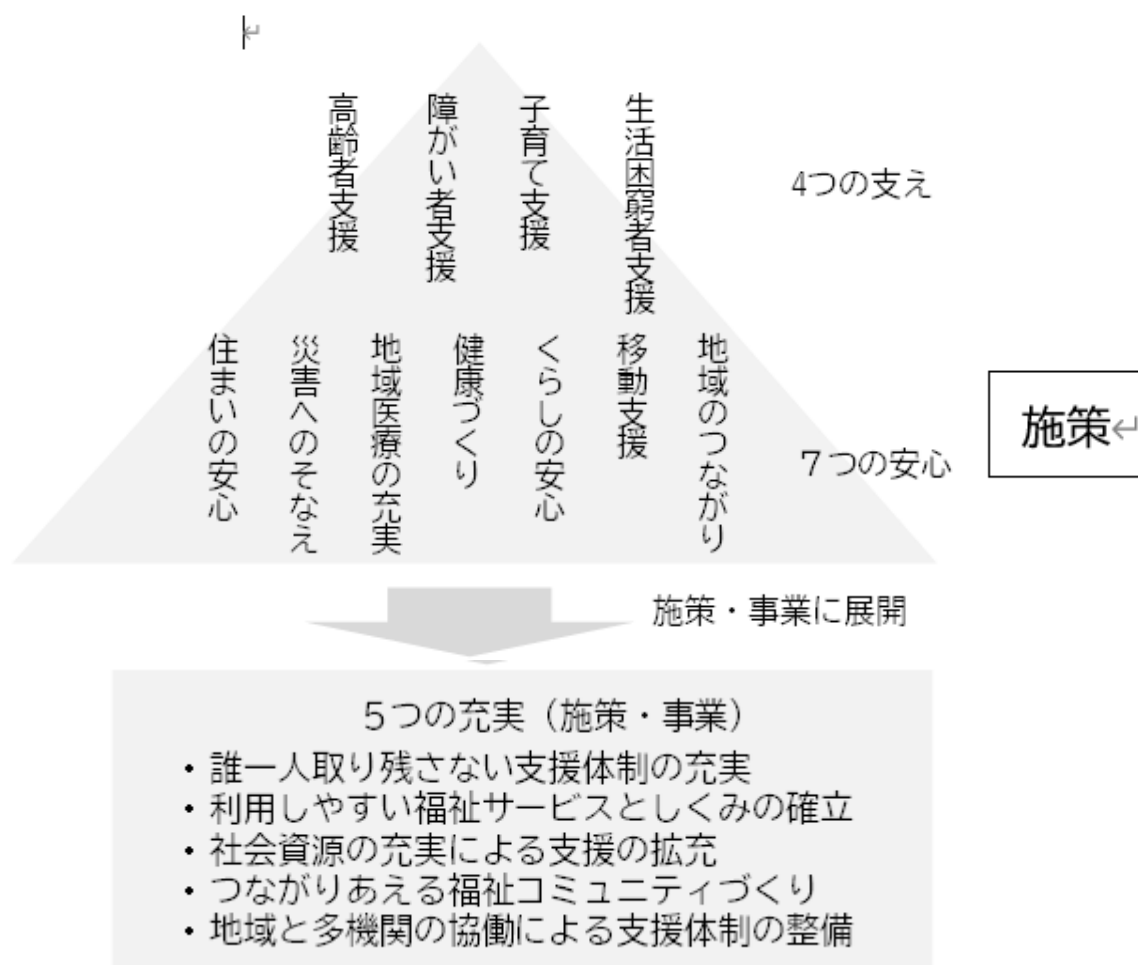 高齢者支援
障がい者支援
子育て支援
生活困窮者支援
4つの支え
住まいの安心
災害へのそなえ
地域医療の充実
健康づくり
くらしの安心
移動支援
地域のつながり
７つの安心
施策
施策・事業に展開
５つの充実（施策・事業）
・誰一人取り残さない支援体制の充実
・利用しやすい福祉サービスとしくみの確立
・社会資源の充実による支援の拡充
・つながりあえる福祉コミュニティづくり
・地域と多機関の協働による支援体制の整備